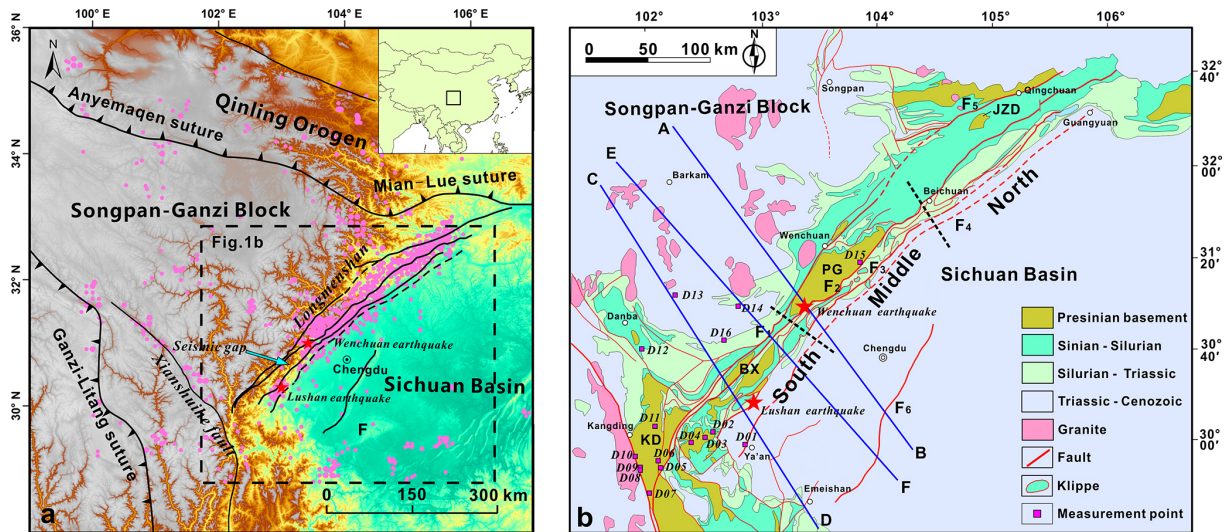 100°E
102°E
104°E
106°E
36°N
34°N
32°N
30°N
N
Anyemaqen suture
Qinling Orogen
Mian-Lue suture
Songpan-Ganzi Block
Fig.1b
Longmenshan
Seismic gap
Wenchuan earthquake
Chengdu
Lushan earthquake
Sichuan Basin
Ganzi-Litang suture
Xianshuihe fault
F
0 150 300 km
a
102°
103°
104°
105°
106°
0 50 100 km
N
32°40′
32°00′
31°20′
30°40′
30°00′
Songpan
Qingchuan
F5
JZD
Guangyuan
Songpan-Ganzi Block
A
E
C
Barkam
Beichuan
North
F4
Wenchuan
D15
PG
F2
F3
Middle
Sichuan Basin
D13
D14
Wenchuan earthquake
Danba
D16
F1
D12
BX
South
Chengdu
Lushan earthquake
F6
Kangding
D11
KD
D02
D04
D03
D01
Ya'an
D10
D06
D09
D05
D08
D07
B
F
Emeishan
D
b
Presinian basement
Sinian - Silurian
Silurian - Triassic
Triassic - Cenozoic
Granite
Fault
Klippe
Measurement point